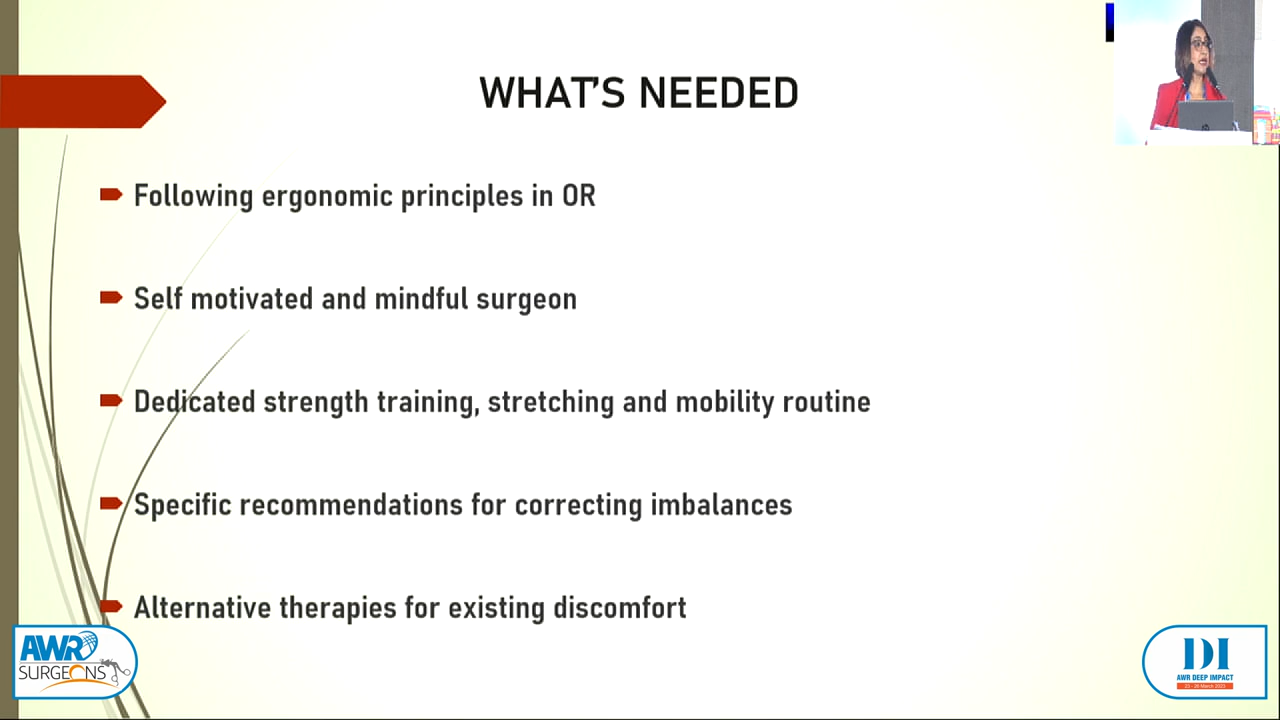 WHAT'S NEEDED
Following ergonomic principles in OR
Self motivated and mindful surgeon
Dedicated strength training, stretching and mobility routine
Specific recommendations for correcting imbalances
Alternative therapies for existing discomfort
AWR
SURGEONS
DI
AWR DEEP IMPACT